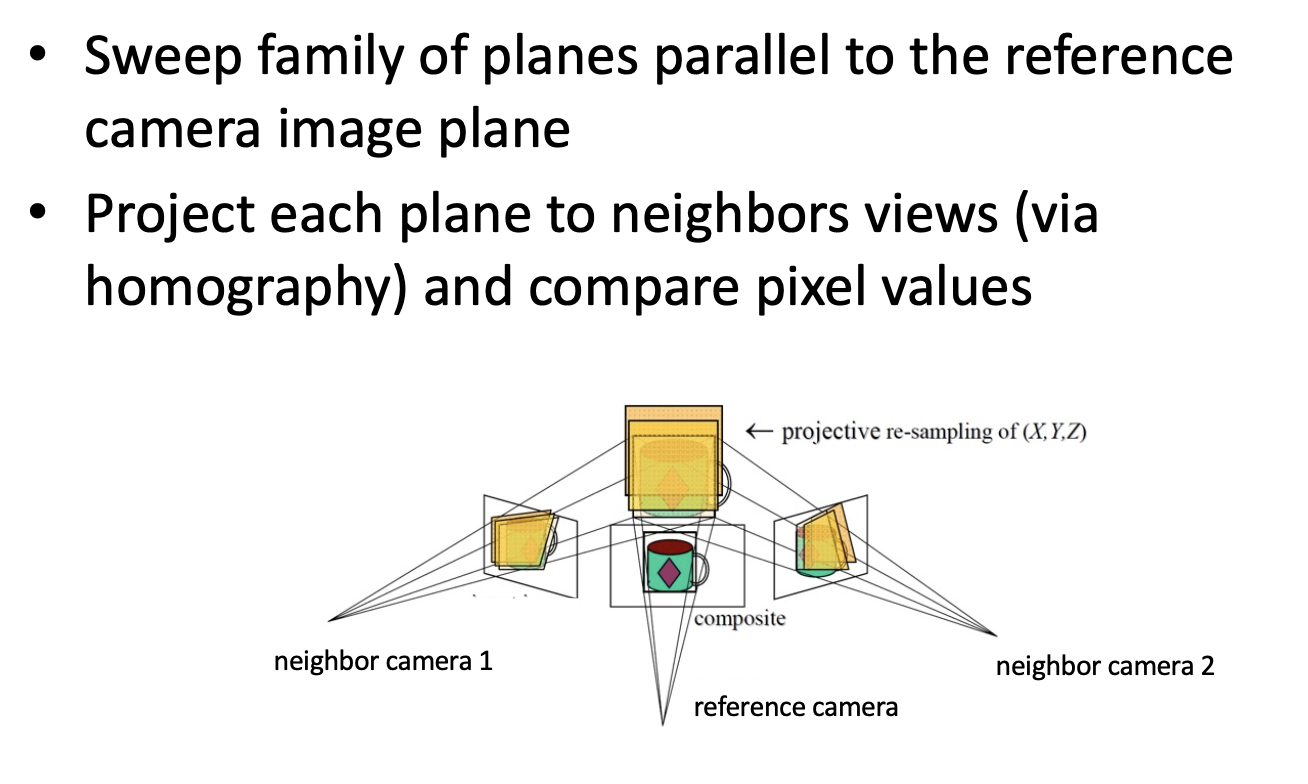 • Sweep family of planes parallel to the reference
camera image plane
• Project each plane to neighbors views (via
homography) and compare pixel values
← projective re-sampling of (X,Y,Z)
composite
neighbor camera 1
neighbor camera 2
reference camera